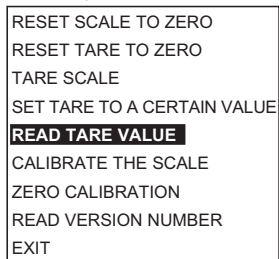 RESET SCALE TO ZERO
RESET TARE TO ZERO
TARE SCALE
SET TARE TO A CERTAIN VALUE
READ TARE VALUE
CALIBRATE THE SCALE
ZERO CALIBRATION
READ VERSION NUMBER
EXIT